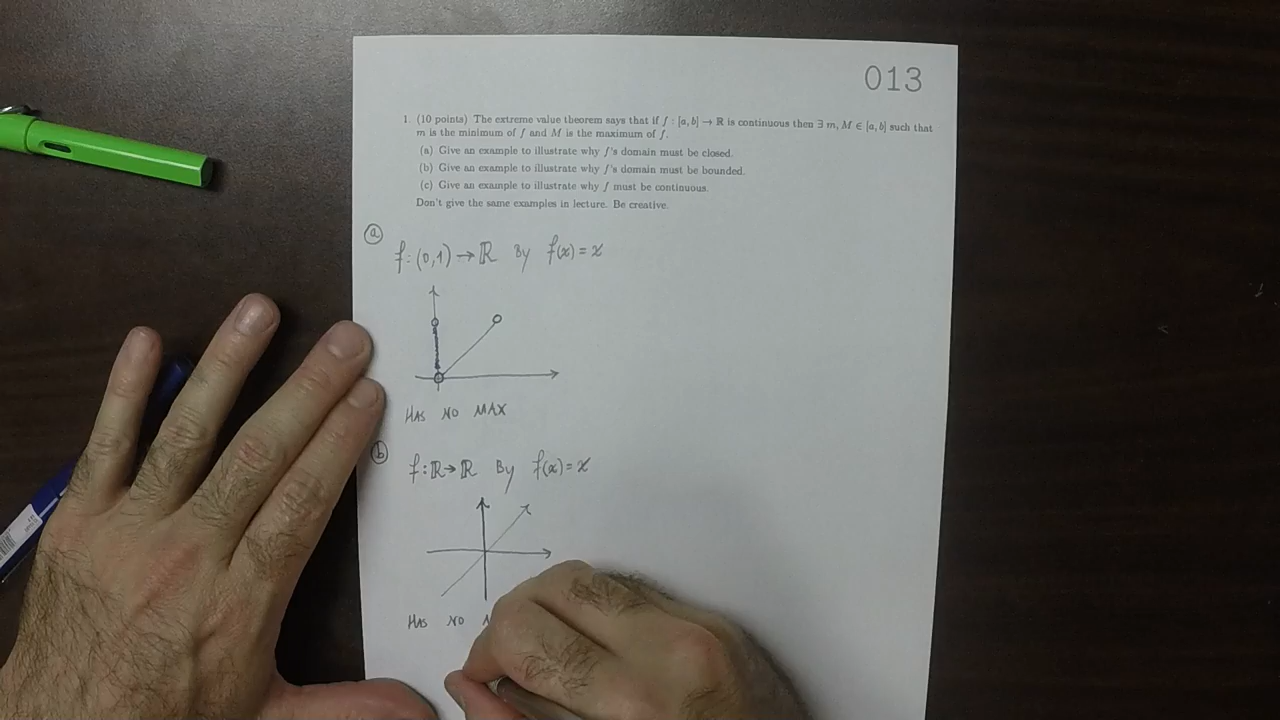 013
1. (10 points) The extreme value theorem says that if f : [a, b] → ℝ is continuous then ∃ m, M ∈ [a, b] such that
m is the minimum of f and M is the maximum of f.
(a) Give an example to illustrate why f's domain must be closed.
(b) Give an example to illustrate why f's domain must be bounded.
(c) Give an example to illustrate why f must be continuous.
Don't give the same examples in lecture. Be creative.
(a)
f: (0,1) → ℝ By f(x) = x
HAS NO MAX
(b)
f: ℝ → ℝ By f(x) = x
HAS NO